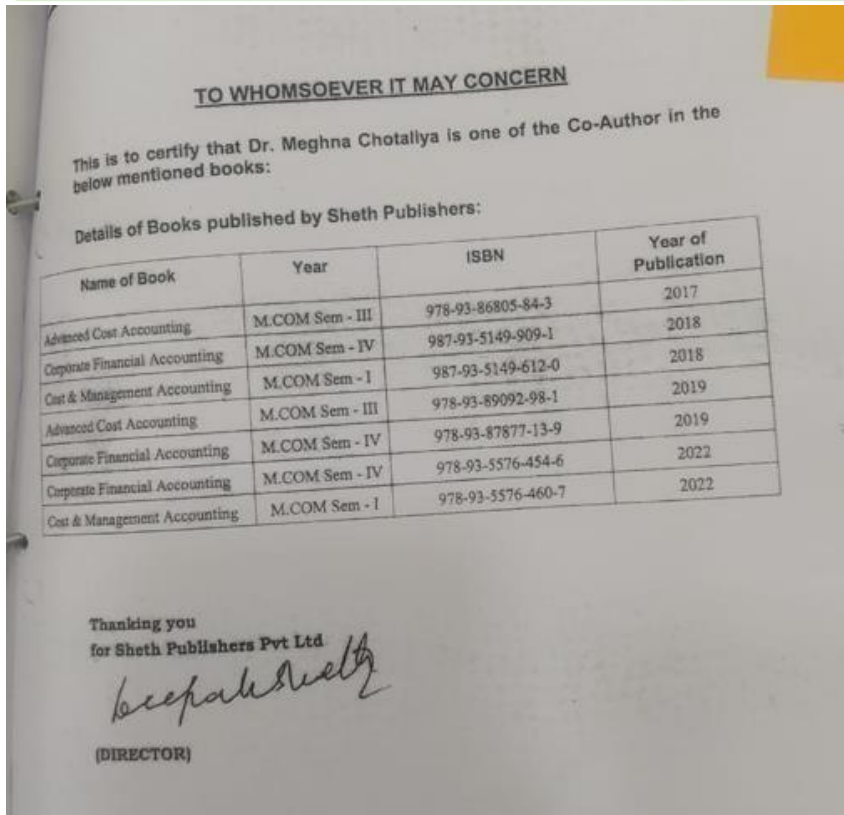 TO WHOMSOEVER IT MAY CONCERN
This is to certify that Dr. Meghna Chotaliya is one of the Co-Author in the
below mentioned books:
Details of Books published by Sheth Publishers:
Name of Book Year ISBN Year of Publication
Advanced Cost Accounting M.COM Sem - III 978-93-86805-84-3 2017
Corporate Financial Accounting M.COM Sem - IV 987-93-5149-909-1 2018
Cost & Management Accounting M.COM Sem - I 987-93-5149-612-0 2018
Advanced Cost Accounting M.COM Sem - III 978-93-89092-98-1 2019
Corporate Financial Accounting M.COM Sem - IV 978-93-87877-13-9 2019
Corporate Financial Accounting M.COM Sem - IV 978-93-5576-454-6 2022
Cost & Management Accounting M.COM Sem - I 978-93-5576-460-7 2022
Thanking you
for Sheth Publishers Pvt Ltd
(DIRECTOR)